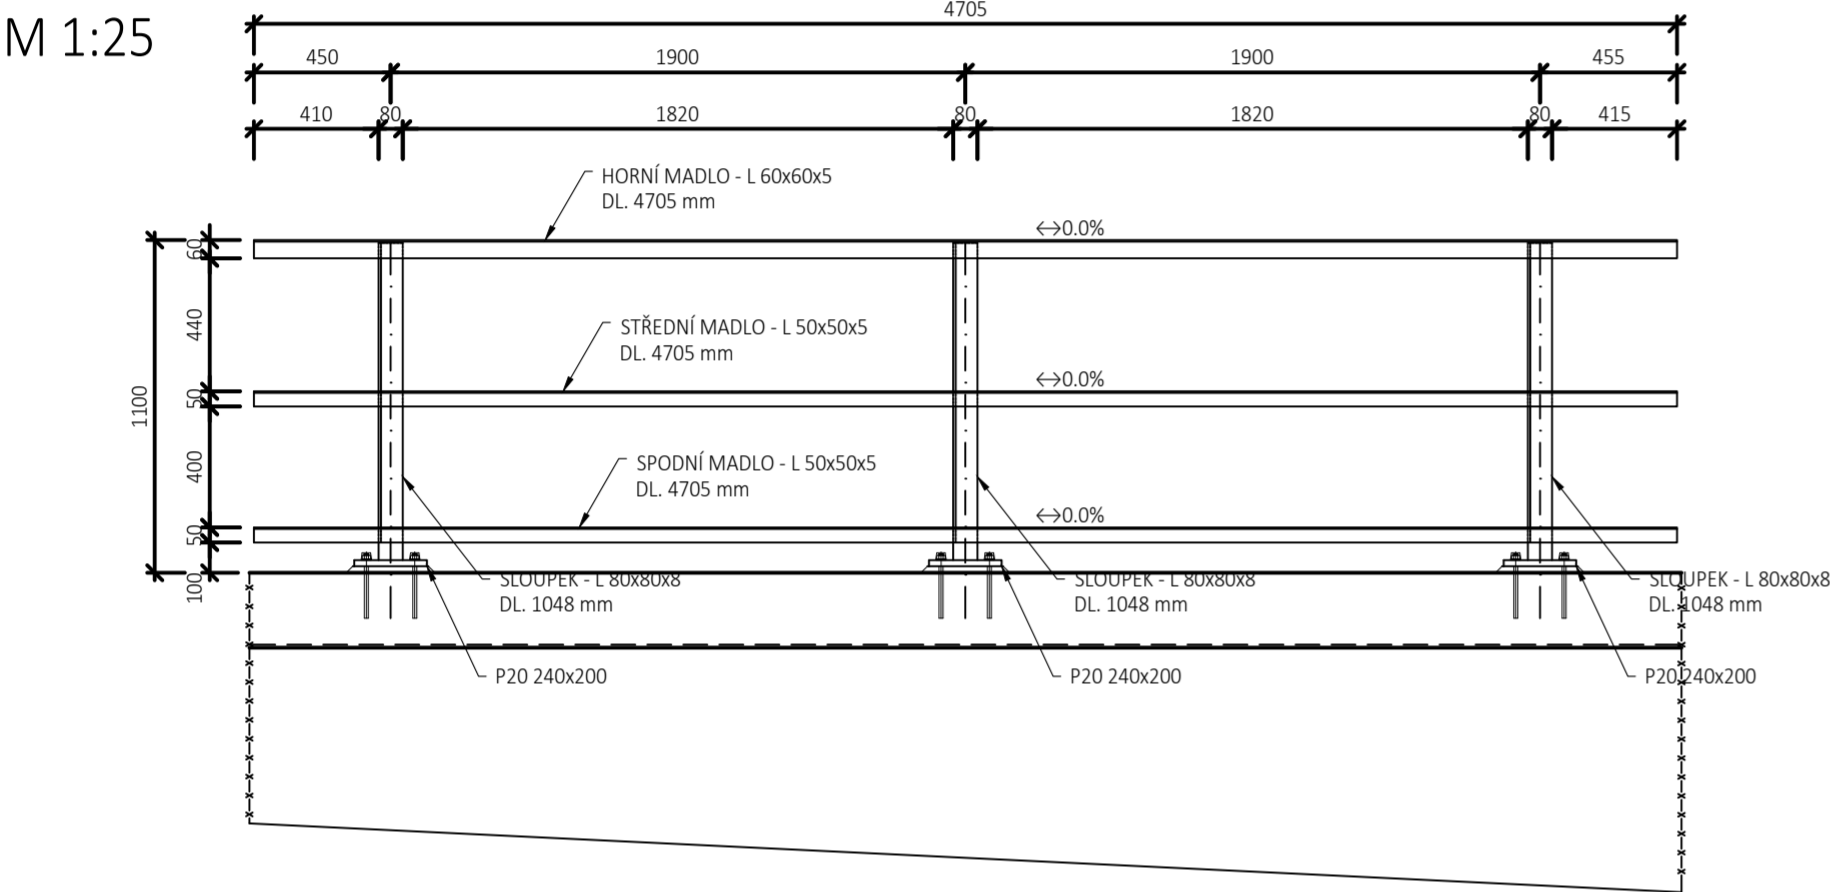 M 1:25
4705
450
1900
1900
455
410
80
1820
80
1820
80
415
HORNÍ MADLO - L 60x60x5
DL. 4705 mm
↔0.0%
60
440
STŘEDNÍ MADLO - L 50x50x5
DL. 4705 mm
↔0.0%
1100
50
400
SPODNÍ MADLO - L 50x50x5
DL. 4705 mm
↔0.0%
50
100
SLOUPEK - L 80x80x8
DL. 1048 mm
SLOUPEK - L 80x80x8
DL. 1048 mm
SLOUPEK - L 80x80x8
DL. 1048 mm
P20 240x200
P20 240x200
P20 240x200